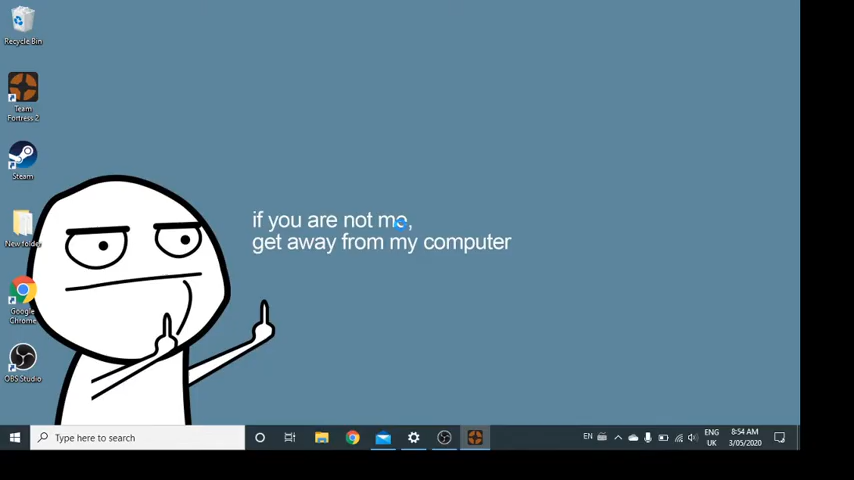 Recycle Bin
Team
Fortress 2
Steam
New folder
Google
Chrome
OBS Studio
if you are not me,
get away from my computer
Type here to search
EN
ENG
UK
8:54 AM
3/05/2020